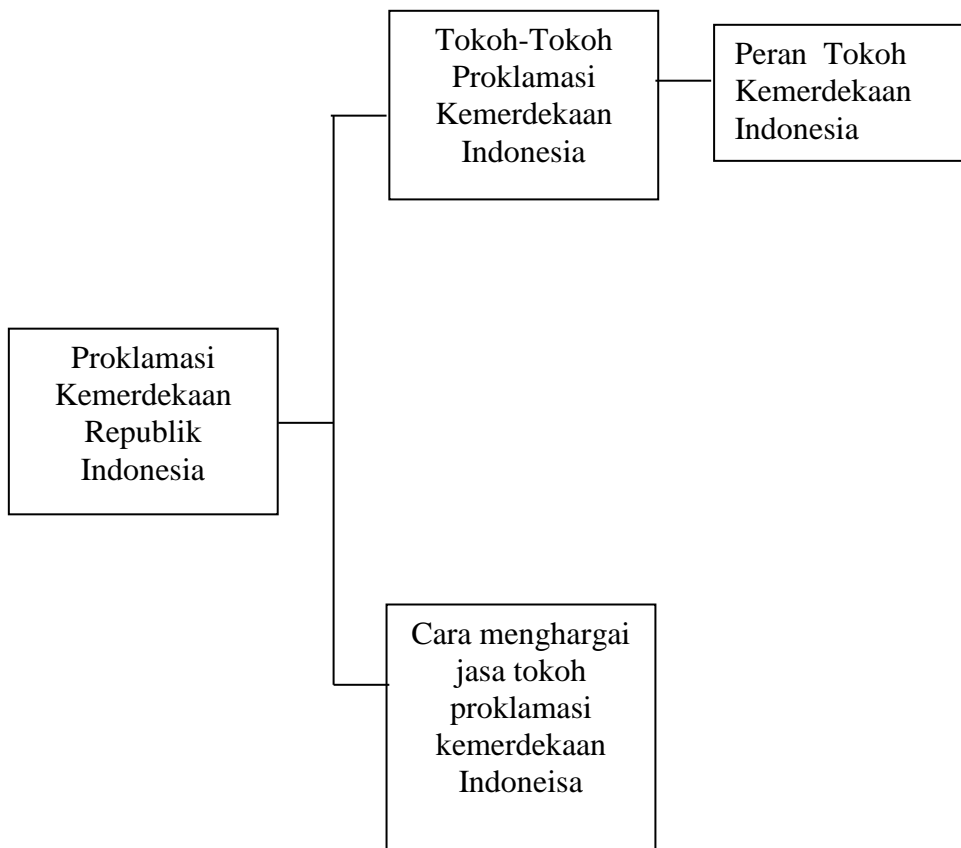 Tokoh-Tokoh
Proklamasi
Kemerdekaan
Indonesia
Peran Tokoh
Kemerdekaan
Indonesia
Proklamasi
Kemerdekaan
Republik
Indonesia
Cara menghargai
jasa tokoh
proklamasi
kemerdekaan
Indoneisa